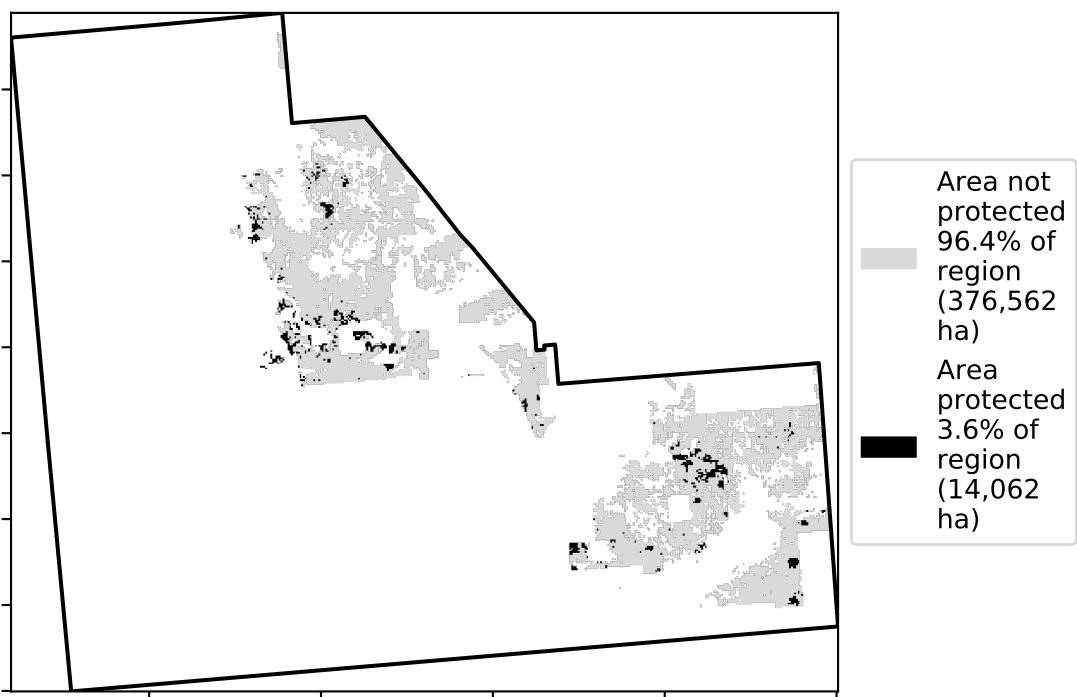 Area not
protected
96.4% of
region
(376,562
ha)
Area
protected
3.6% of
region
(14,062
ha)